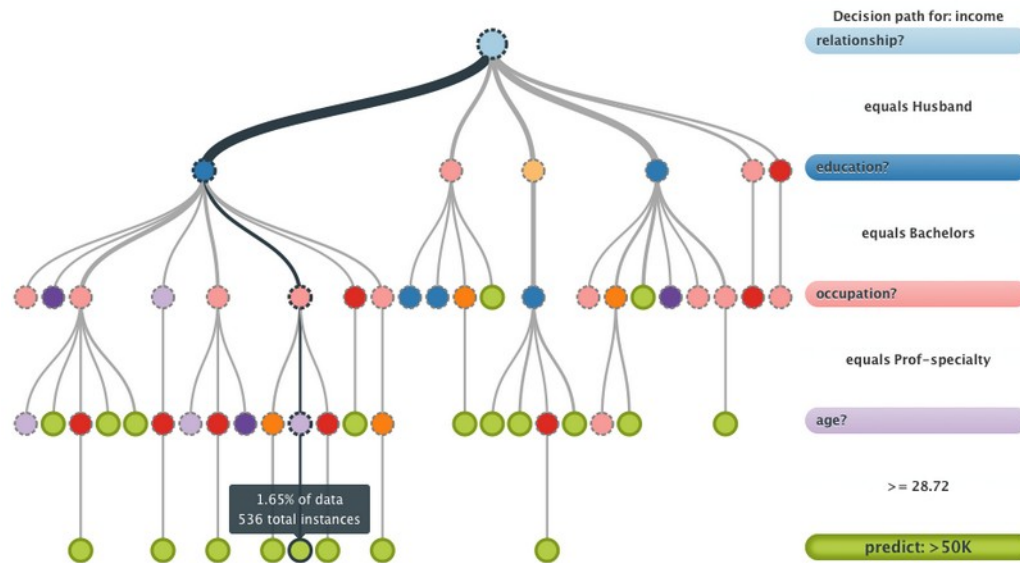 Decision path for: income
relationship?
equals Husband
education?
equals Bachelors
occupation?
equals Prof-specialty
age?
>= 28.72
1.65% of data
536 total instances
predict: >50K